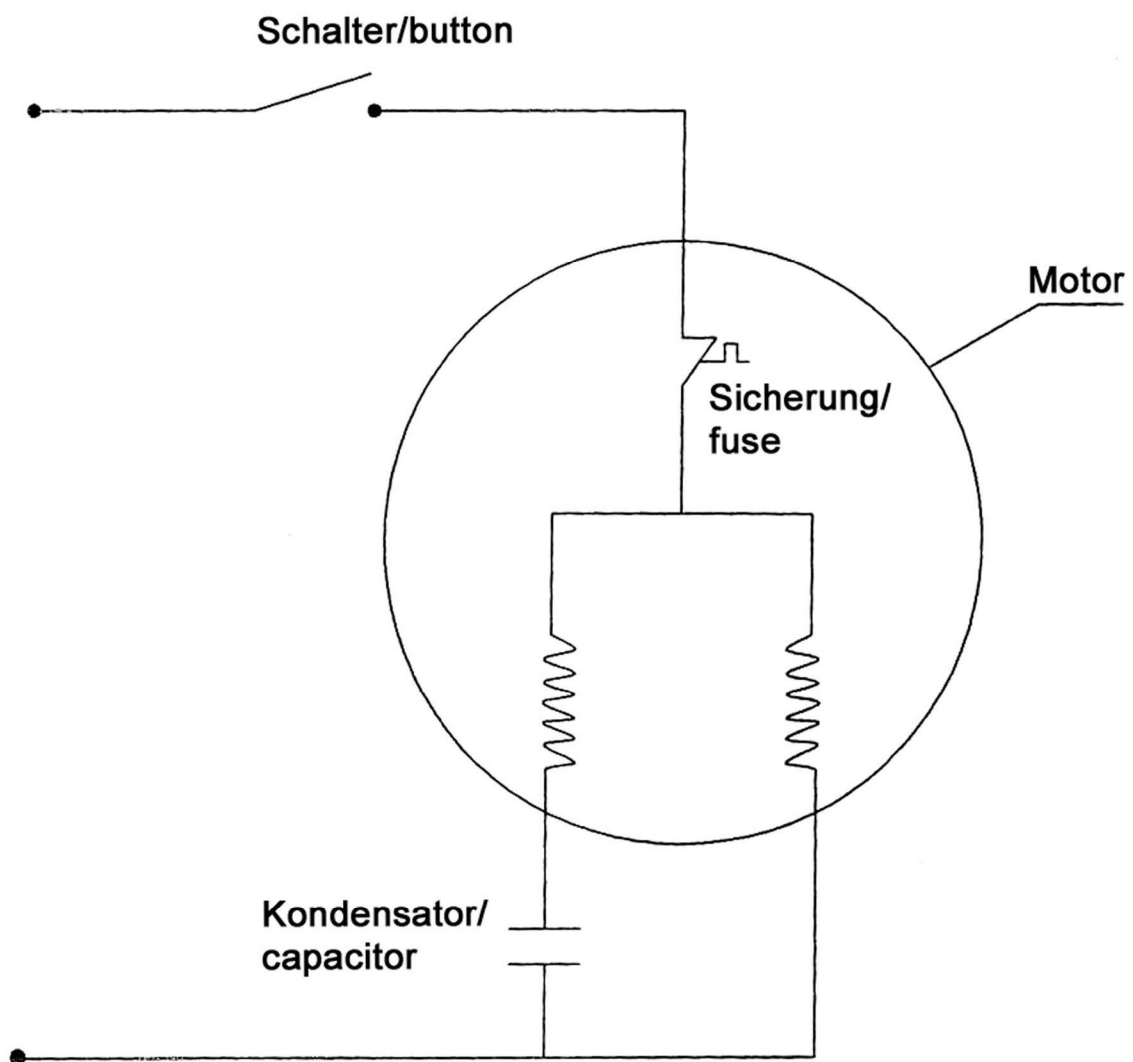 Schalter/button
Motor
Sicherung/
fuse
Kondensator/
capacitor